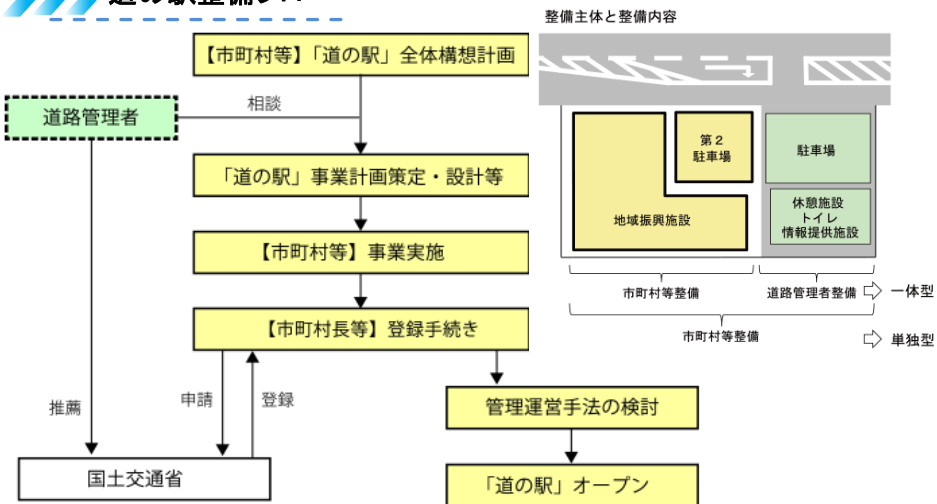 整備主体と整備内容
【市町村等】「道の駅」全体構想計画
道路管理者
相談
「道の駅」事業計画策定・設計等
【市町村等】事業実施
【市町村長等】登録手続き
推薦
申請
登録
国土交通省
管理運営手法の検討
「道の駅」オープン
第2
駐車場
駐車場
地域振興施設
休憩施設
トイレ
情報提供施設
市町村等整備
道路管理者整備
一体型
市町村等整備
単独型